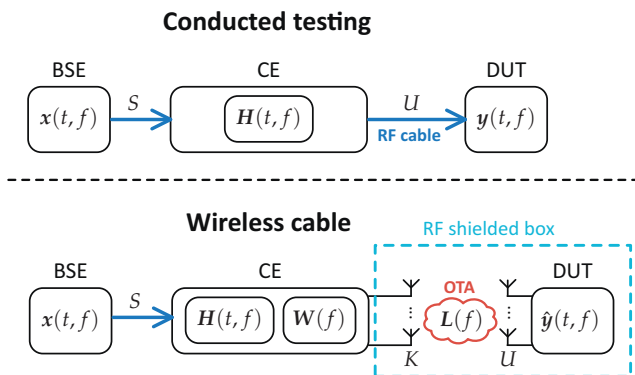 Conducted testing
BSE CE DUT
x(t, f) S H(t, f) U y(t, f)
RF cable
Wireless cable RF shielded box
BSE CE OTA DUT
x(t, f) S H(t, f) W(f) ⋮ L(f) ⋮ ŷ(t, f)
K U